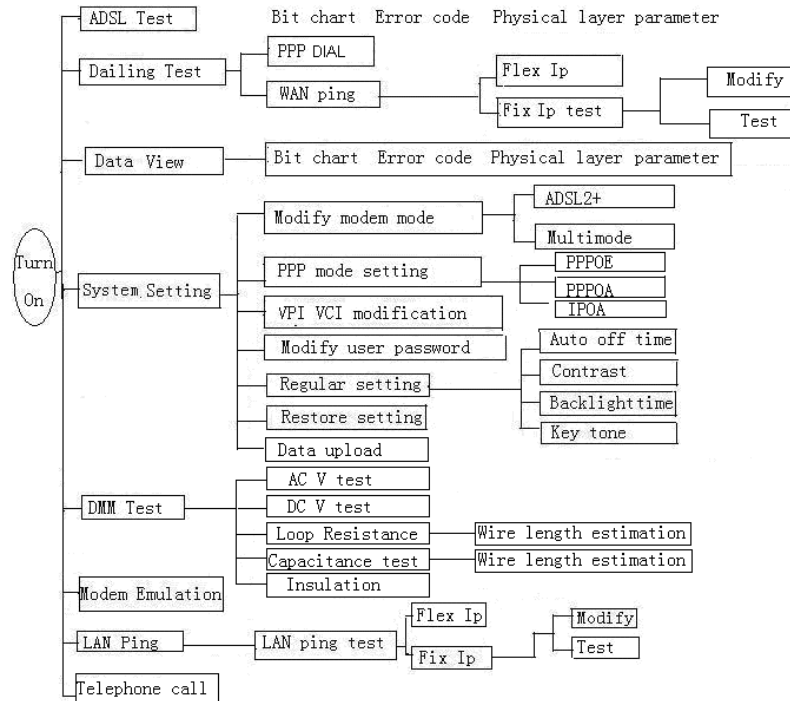 ADSL Test
Bit chart Error code Physical layer parameter
Dailing Test
PPP DIAL
WAN ping
Flex Ip
Fix Ip test
Modify
Test
Data View
Bit chart Error code Physical layer parameter
Turn
On
System Setting
Modify modem mode
ADSL2+
Multimode
PPP mode setting
PPPOE
PPPOA
IPOA
VPI VCI modification
Modify user password
Regular setting
Auto off time
Contrast
Backlighttime
Key tone
Restore setting
Data upload
DMM Test
AC V test
DC V test
Loop Resistance
Wire length estimation
Capacitance test
Wire length estimation
Insulation
Modem Emulation
LAN Ping
LAN ping test
Flex Ip
Fix Ip
Modify
Test
Telephone call